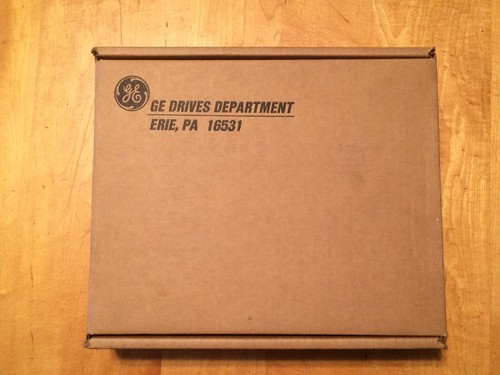 GE
GE DRIVES DEPARTMENT
ERIE, PA 16531